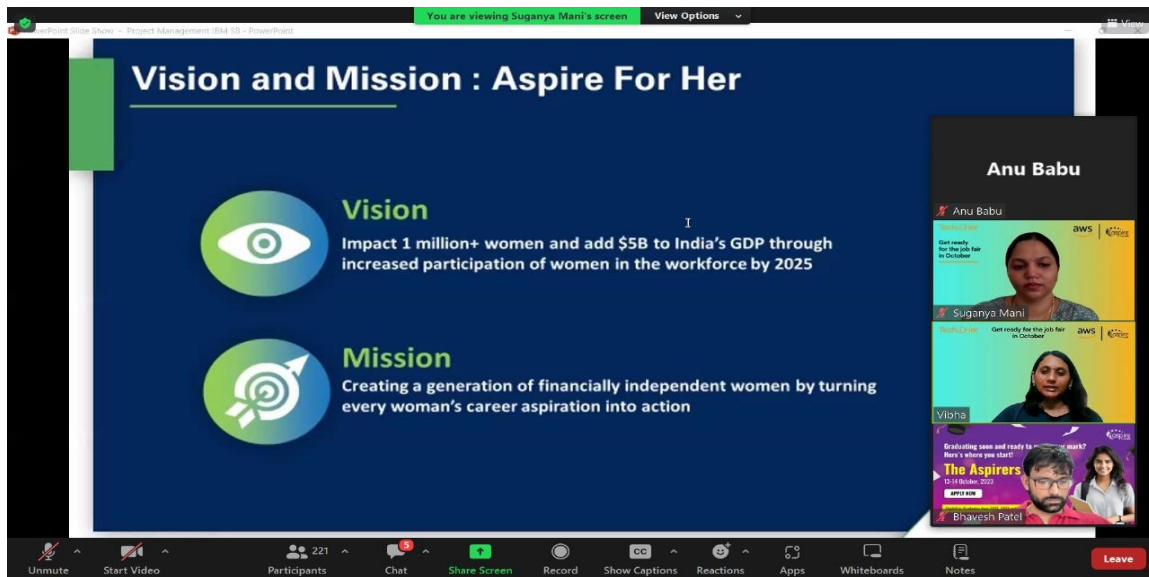 You are viewing Suganya Mani's screen View Options
View
PowerPoint Slide Show - Project Management IBM SB - PowerPoint
Vision and Mission : Aspire For Her
Vision
Impact 1 million+ women and add $5B to India's GDP through
increased participation of women in the workforce by 2025
Mission
Creating a generation of financially independent women by turning
every woman's career aspiration into action
Anu Babu
Anu Babu
aws
Get ready
for the job fair
in October
Suganya Mani
Get ready for the job fair
in October
aws
Vibha
Graduating soon and ready to mark?
Here's where you start!
The Aspirers
13-14 October, 2023
APPLY NOW
Bhavesh Patel
221
5
CC
Unmute Start Video Participants Chat Share Screen Record Show Captions Reactions Apps Whiteboards Notes Leave